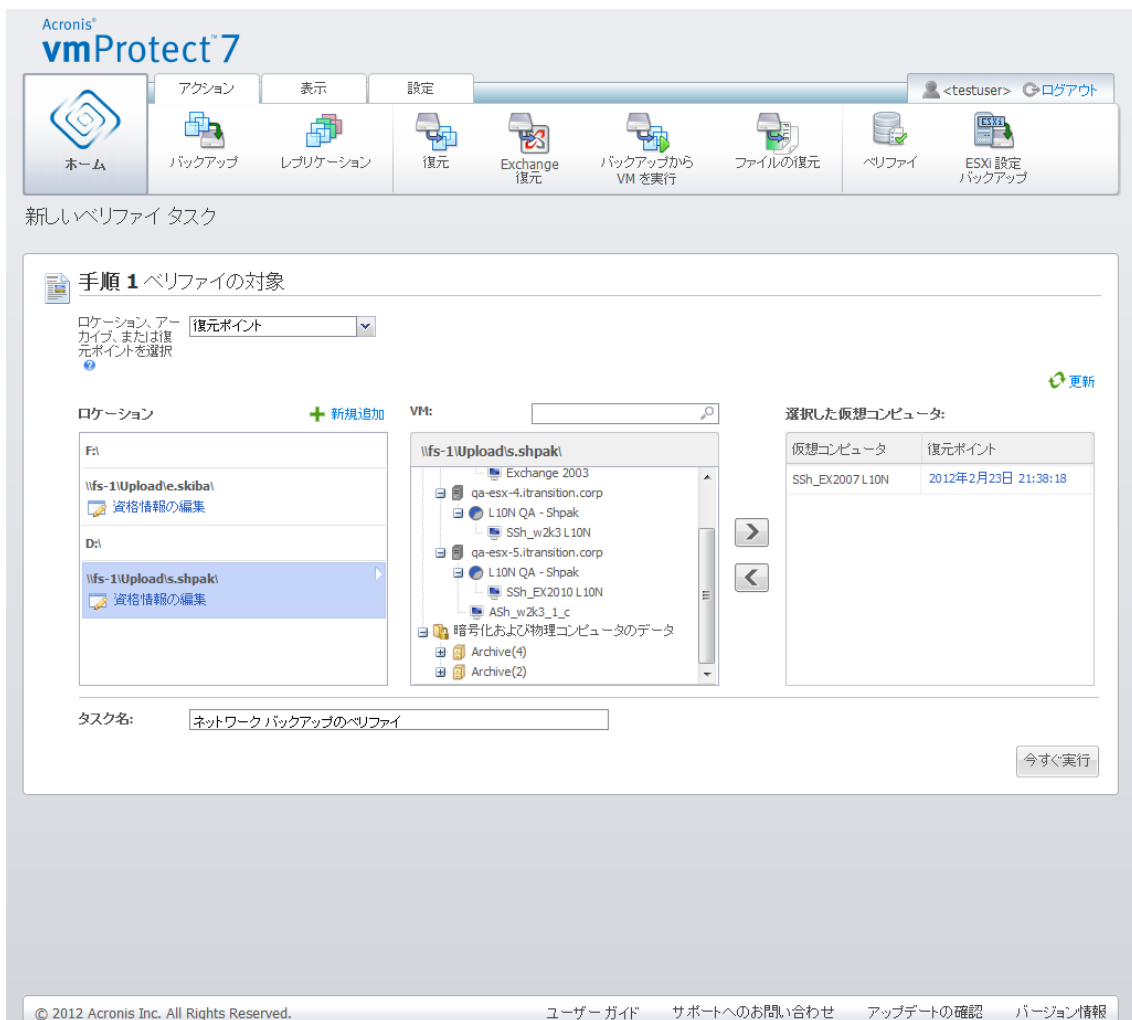 Acronis®
vmProtect™7
アクション
表示
設定
<testuser>
ログアウト
ホーム
バックアップ
レプリケーション
復元
Exchange
復元
バックアップから
VM を実行
ファイルの復元
ベリファイ
ESXi
ESXi 設定
バックアップ
新しいベリファイ タスク
手順 1 ベリファイの対象
ロケーション、アー
カイブ、または復
元ポイントを選択
復元ポイント
更新
ロケーション
新規追加
VM:
選択した仮想コンピュータ:
F:\
\\fs-1\Upload\e.skiba\
資格情報の編集
D:\
\\fs-1\Upload\s.shpak\
資格情報の編集
\\fs-1\Upload\s.shpak\
Exchange 2003
qa-esx-4.itransition.corp
L10N QA - Shpak
SSh_w2k3 L10N
qa-esx-5.itransition.corp
L10N QA - Shpak
SSh_EX2010 L10N
ASh_w2k3_1_c
暗号化および物理コンピュータのデータ
Archive(4)
Archive(2)
仮想コンピュータ
復元ポイント
SSh_EX2007 L10N
2012年2月23日 21:38:18
タスク名:
ネットワーク バックアップのベリファイ
今すぐ実行
© 2012 Acronis Inc. All Rights Reserved.
ユーザー ガイド
サポートへのお問い合わせ
アップデートの確認
バージョン情報